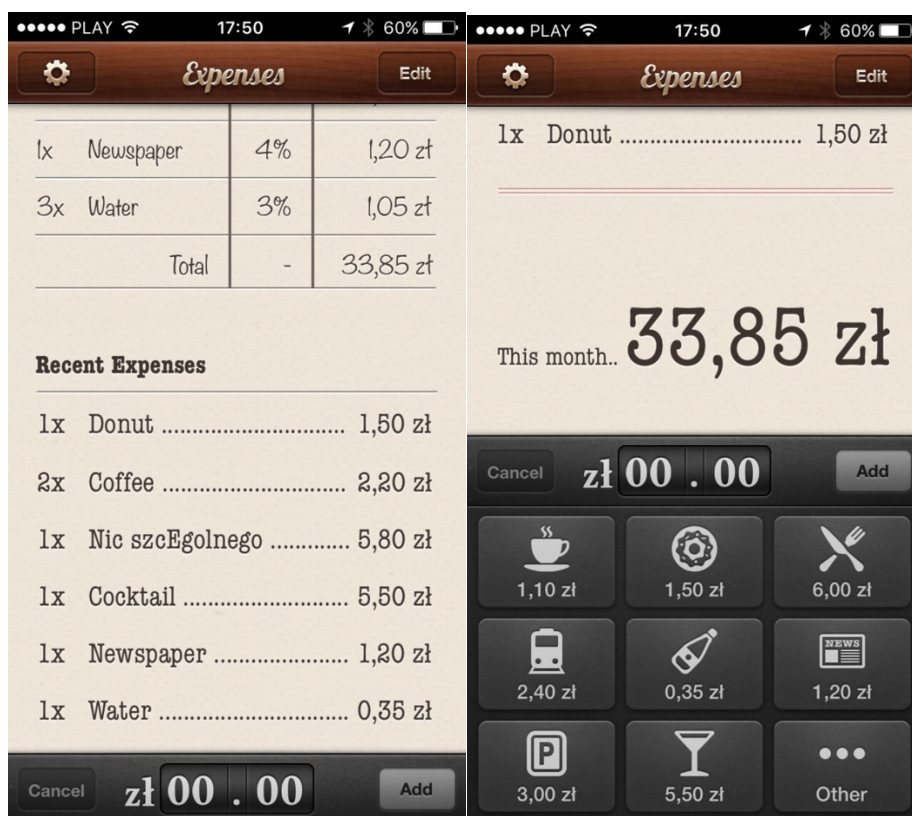 ●●●●● PLAY 17:50 60%
Expenses Edit
1x Newspaper 4% 1,20 zł
3x Water 3% 1,05 zł
Total - 33,85 zł
Recent Expenses
1x Donut .............................. 1,50 zł
2x Coffee .............................. 2,20 zł
1x Nic szcEgolnego ............. 5,80 zł
1x Cocktail ........................... 5,50 zł
1x Newspaper ...................... 1,20 zł
1x Water ............................... 0,35 zł
Cancel zł 00 . 00 Add
●●●●● PLAY 17:50 60%
Expenses Edit
1x Donut .............................. 1,50 zł
This month.. 33,85 zł
Cancel zł 00 . 00 Add
1,10 zł 1,50 zł 6,00 zł
NEWS
2,40 zł 0,35 zł 1,20 zł
P
3,00 zł 5,50 zł Other